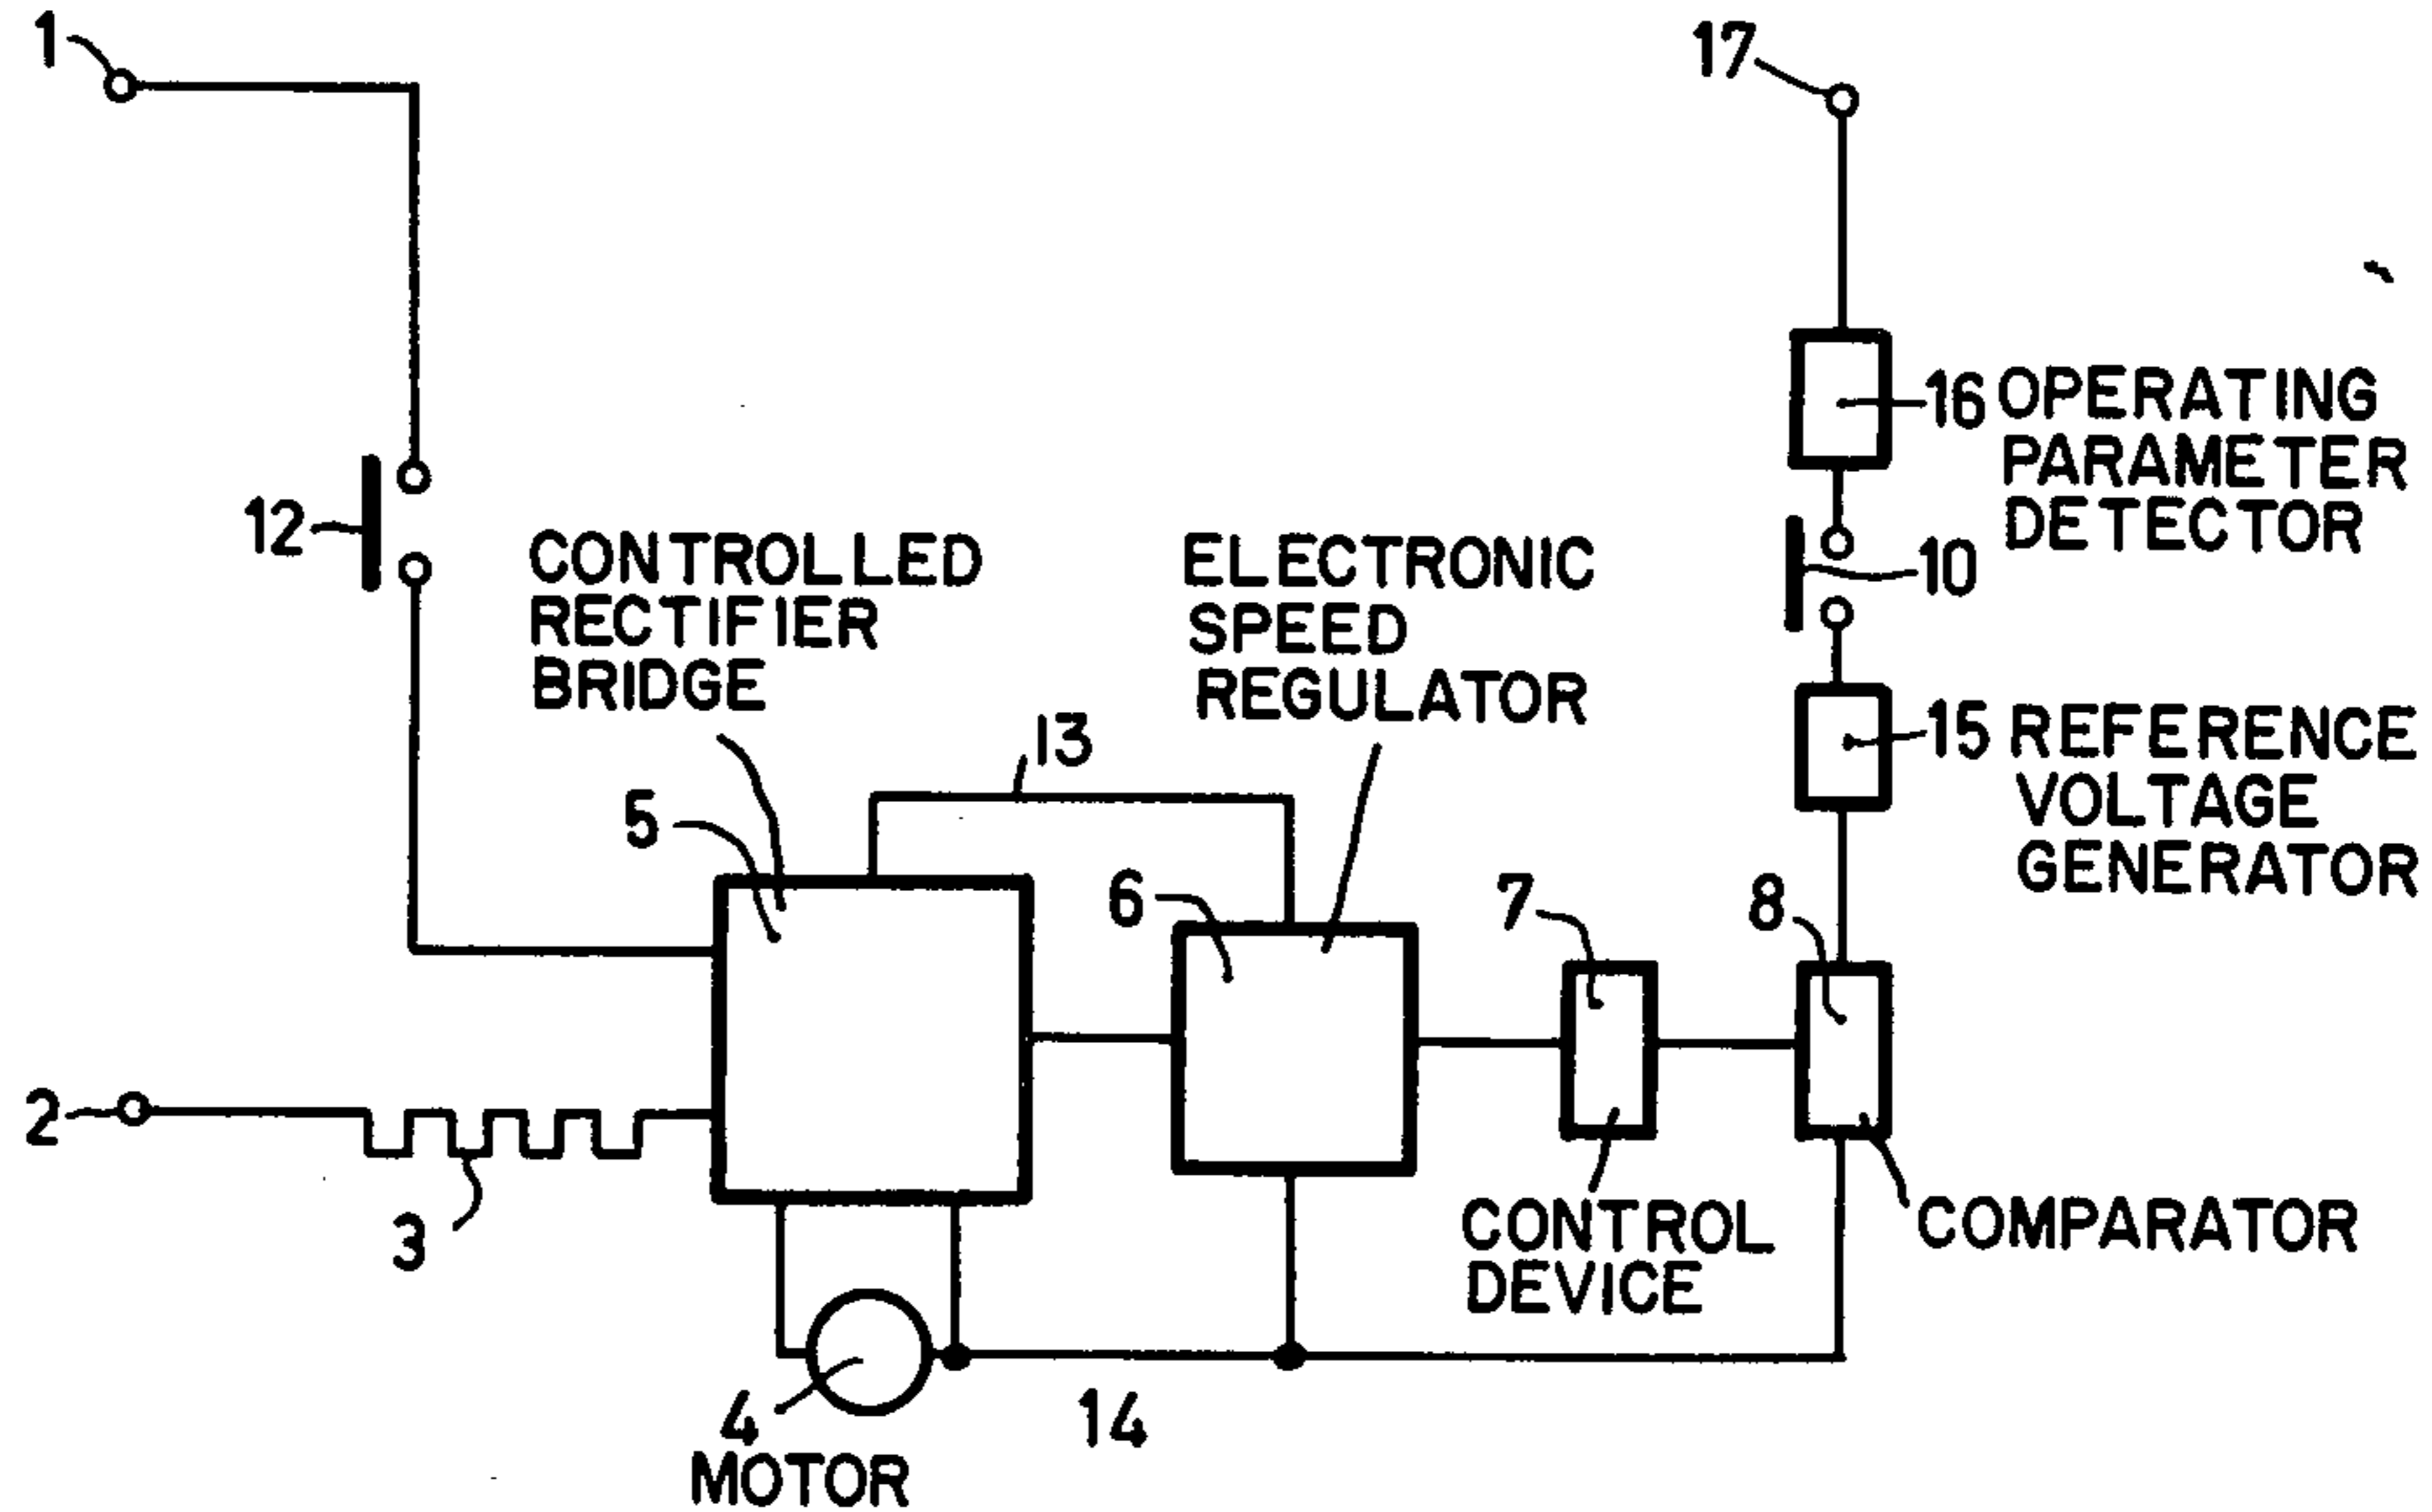 1
17
16 OPERATING
PARAMETER
DETECTOR
12
10
CONTROLLED
RECTIFIER
BRIDGE
ELECTRONIC
SPEED
REGULATOR
13
15 REFERENCE
VOLTAGE
GENERATOR
5
6
7
8
2
3
CONTROL
DEVICE
COMPARATOR
4
MOTOR
14